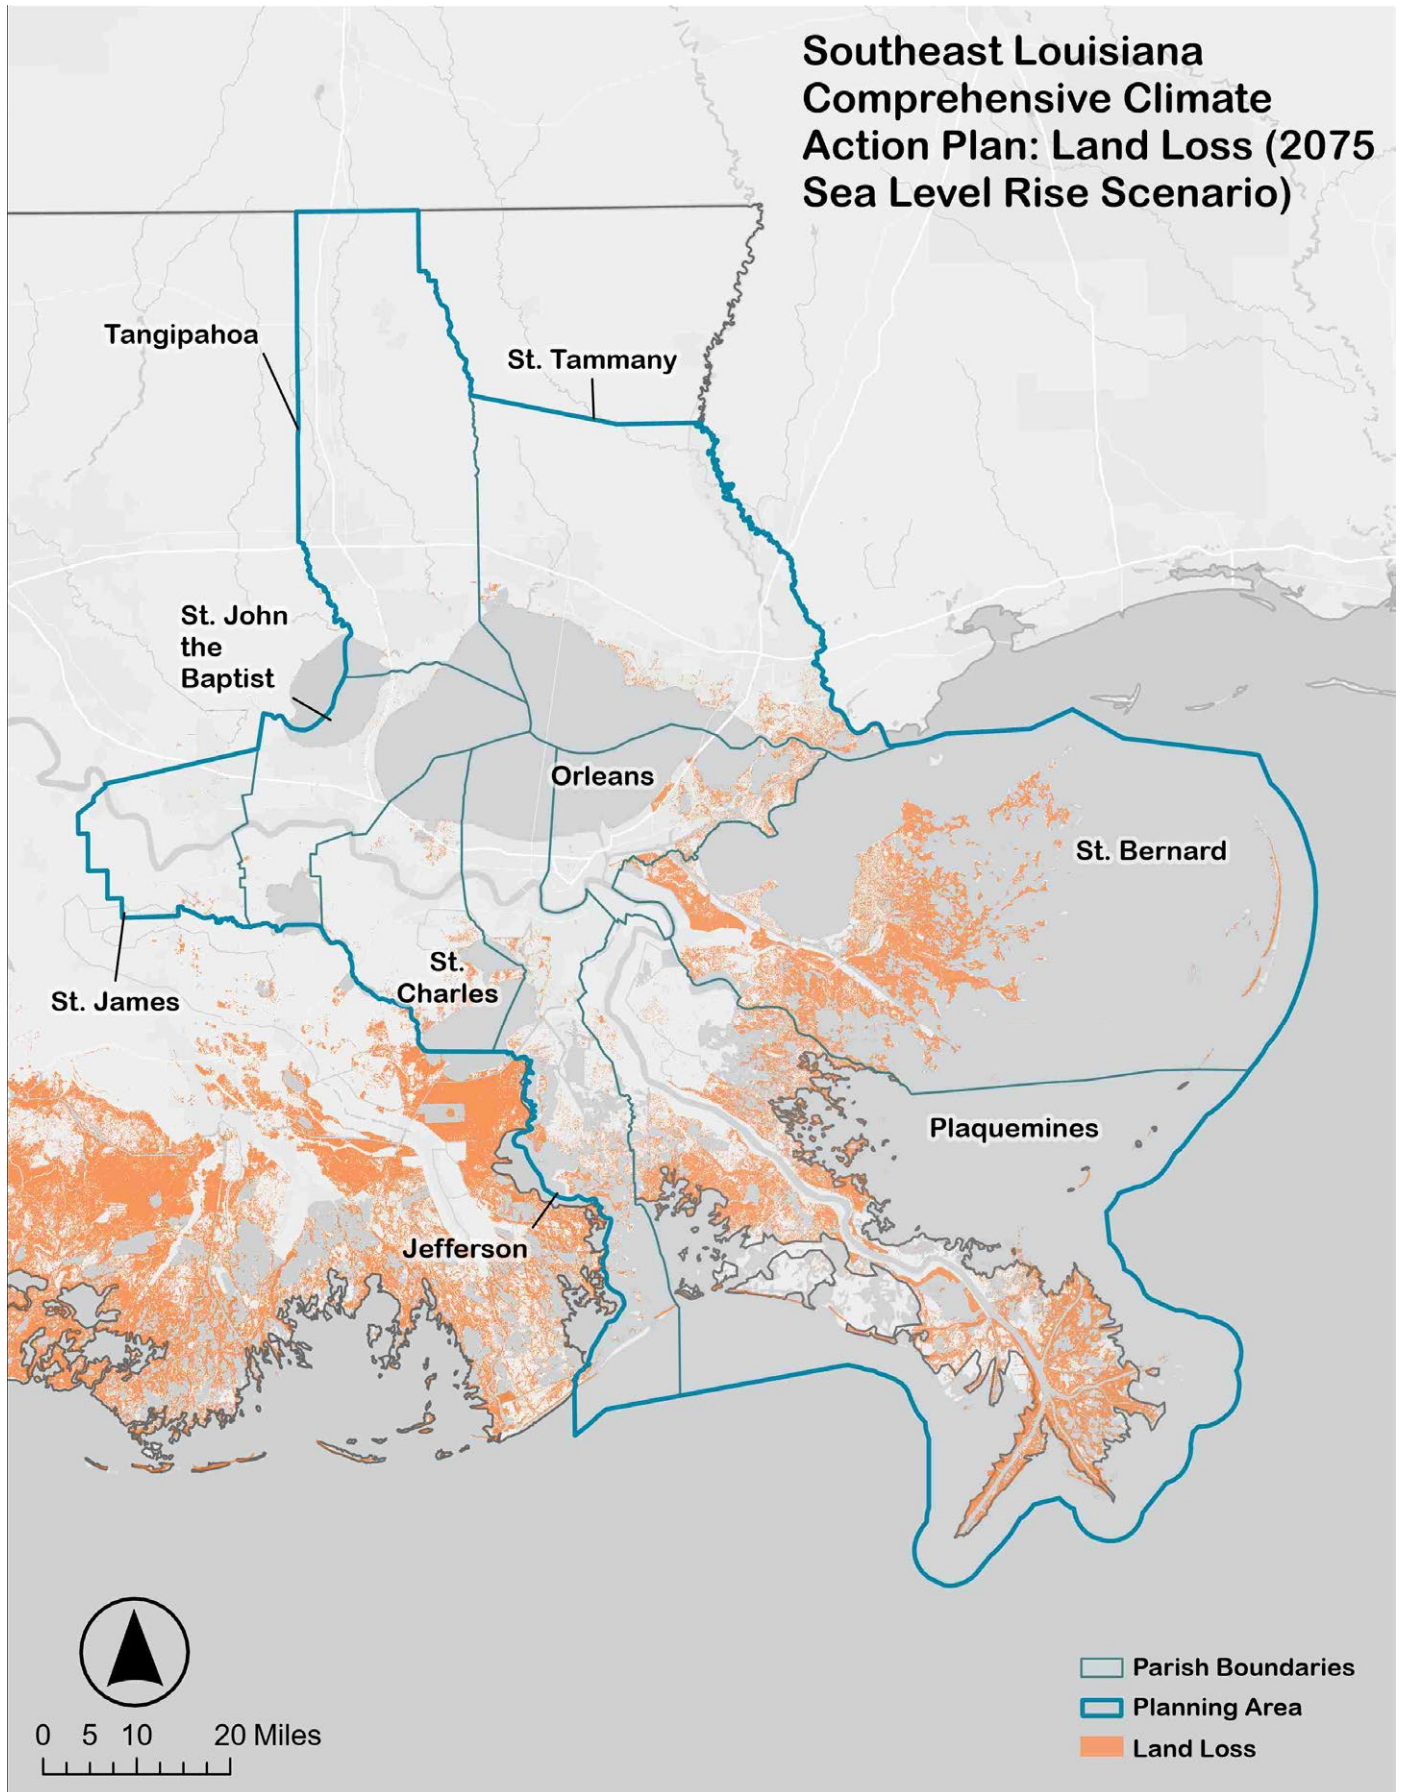 Southeast Louisiana
Comprehensive Climate
Action Plan: Land Loss (2075
Sea Level Rise Scenario)
Tangipahoa
St. Tammany
St. John
the
Baptist
Orleans
St. Bernard
St.
Charles
St. James
Plaquemines
Jefferson
Parish Boundaries
Planning Area
Land Loss
0 5 10 20 Miles